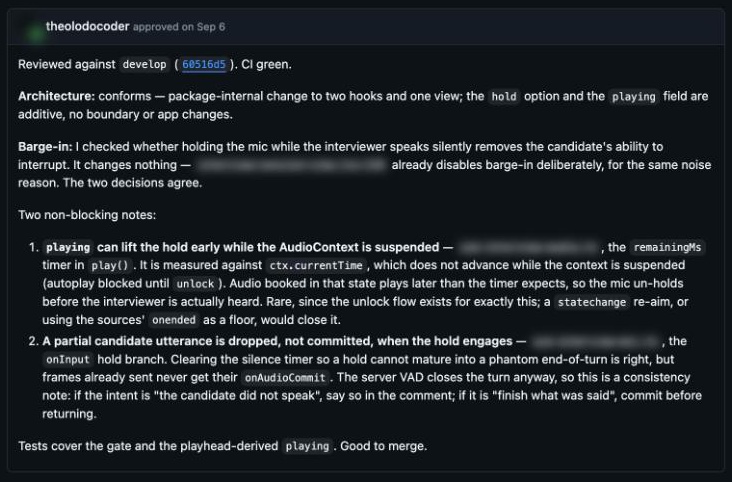 theolodocoder approved on Sep 6
Reviewed against develop ( 60516d5 ). CI green.
Architecture: conforms — package-internal change to two hooks and one view; the hold option and the playing field are
additive, no boundary or app changes.
Barge-in: I checked whether holding the mic while the interviewer speaks silently removes the candidate's ability to
interrupt. It changes nothing — already disables barge-in deliberately, for the same noise
reason. The two decisions agree.
Two non-blocking notes:
1. playing can lift the hold early while the AudioContext is suspended — , the remainingMs
timer in play() . It is measured against ctx.currentTime , which does not advance while the context is suspended
(autoplay blocked until unlock ). Audio booked in that state plays later than the timer expects, so the mic un-holds
before the interviewer is actually heard. Rare, since the unlock flow exists for exactly this; a statechange re-aim, or
using the sources' onended as a floor, would close it.
2. A partial candidate utterance is dropped, not committed, when the hold engages — , the
onInput hold branch. Clearing the silence timer so a hold cannot mature into a phantom end-of-turn is right, but
frames already sent never get their onAudioCommit . The server VAD closes the turn anyway, so this is a consistency
note: if the intent is "the candidate did not speak", say so in the comment; if it is "finish what was said", commit before
returning.
Tests cover the gate and the playhead-derived playing . Good to merge.